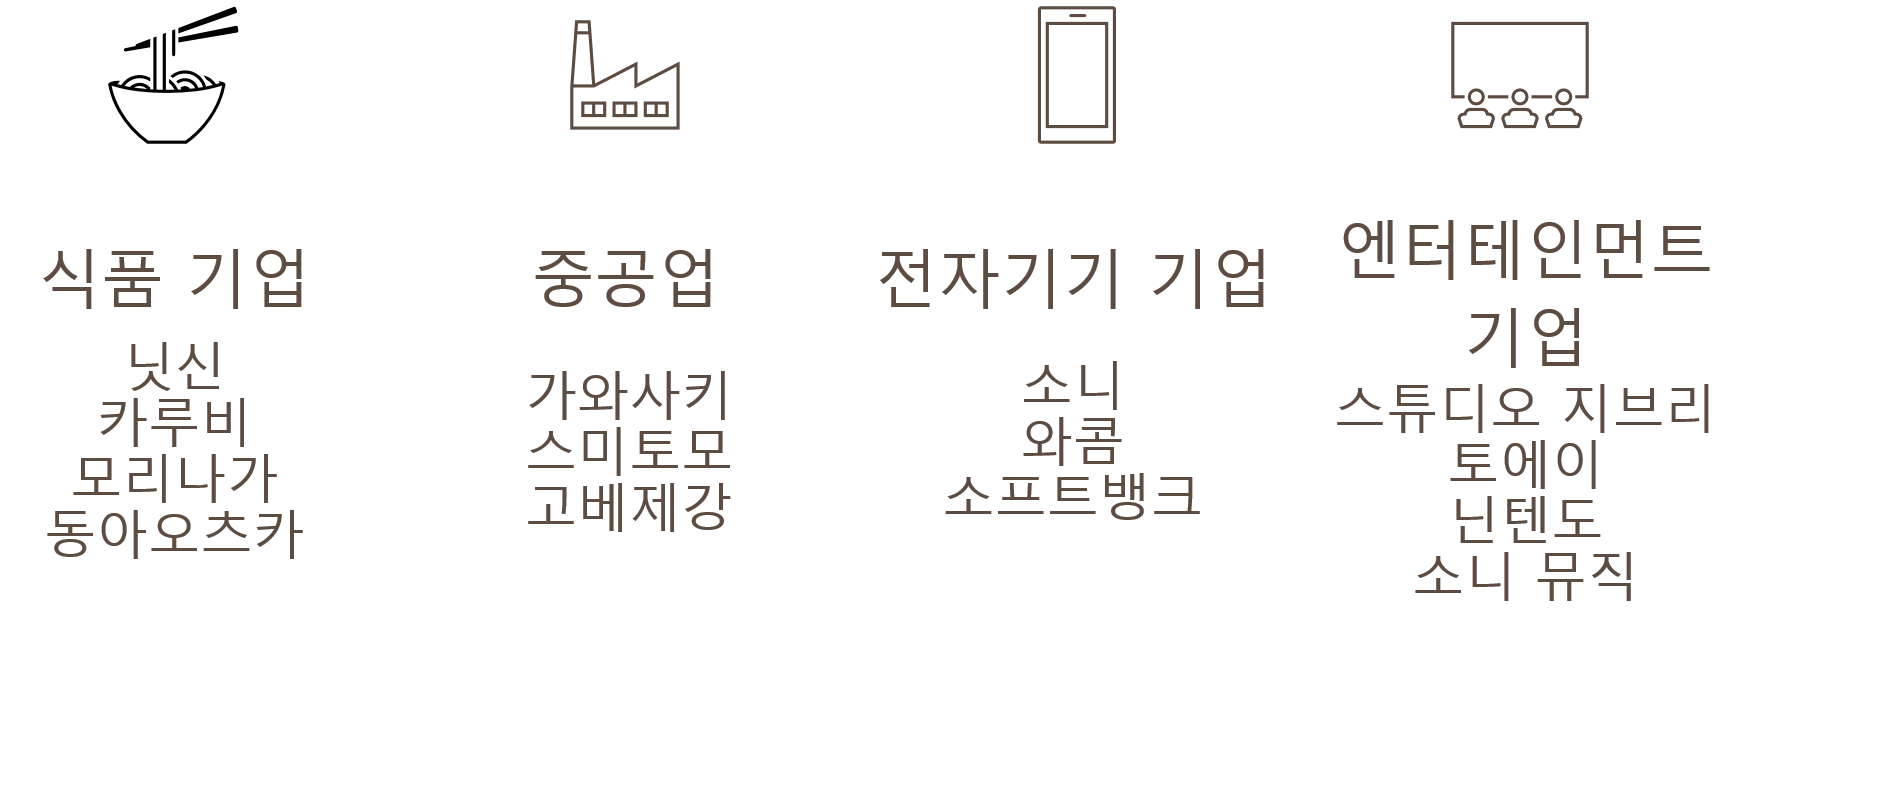 식품 기업
닛신
카루비
모리나가
동아오츠카
중공업
가와사키
스미토모
고베제강
전자기기 기업
소니
와콤
소프트뱅크
엔터테인먼트
기업
스튜디오 지브리
토에이
닌텐도
소니 뮤직